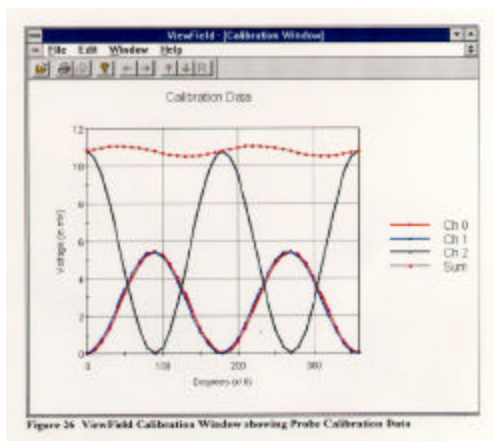 ViewField - [Calibration Window]
File Edit Window Help
R
Calibration Data
12
10
8
6
4
2
0
Voltage (in mV)
0 100 200 300
Degrees (of θ)
Ch 0
Ch 1
Ch 2
Sum
Figure 26 ViewField Calibration Window showing Probe Calibration Data